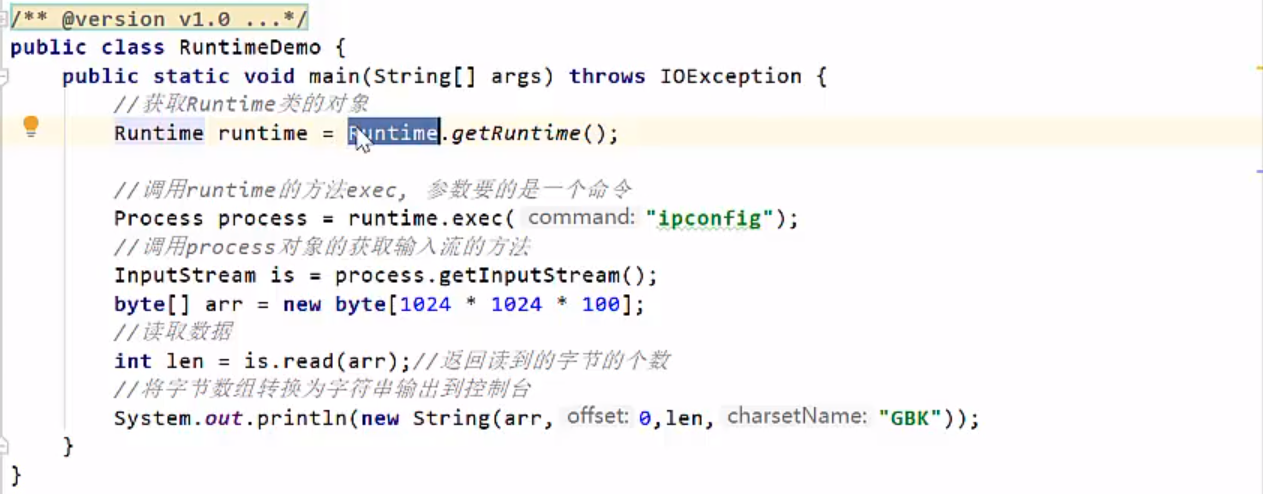 /** @version v1.0 ...*/
public class RuntimeDemo {
public static void main(String[] args) throws IOException {
//获取Runtime类的对象
Runtime runtime = Runtime.getRuntime();
//调用runtime的方法exec, 参数要的是一个命令
Process process = runtime.exec( command: "ipconfig");
//调用process对象的获取输入流的方法
InputStream is = process.getInputStream();
byte[] arr = new byte[1024 * 1024 * 100];
//读取数据
int len = is.read(arr);//返回读到的字节的个数
//将字节数组转换为字符串输出到控制台
System.out.println(new String(arr, offset: 0,len, charsetName: "GBK"));
}
}